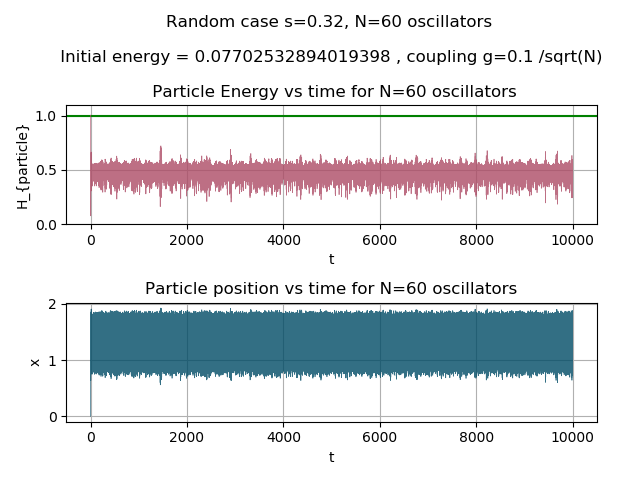 Random case s=0.32, N=60 oscillators
Initial energy = 0.07702532894019398 , coupling g=0.1 /sqrt(N)
Particle Energy vs time for N=60 oscillators
1.0
0.5
0.0
H_{particle}
0 2000 4000 6000 8000 10000
t
Particle position vs time for N=60 oscillators
2
1
0
x
0 2000 4000 6000 8000 10000
t